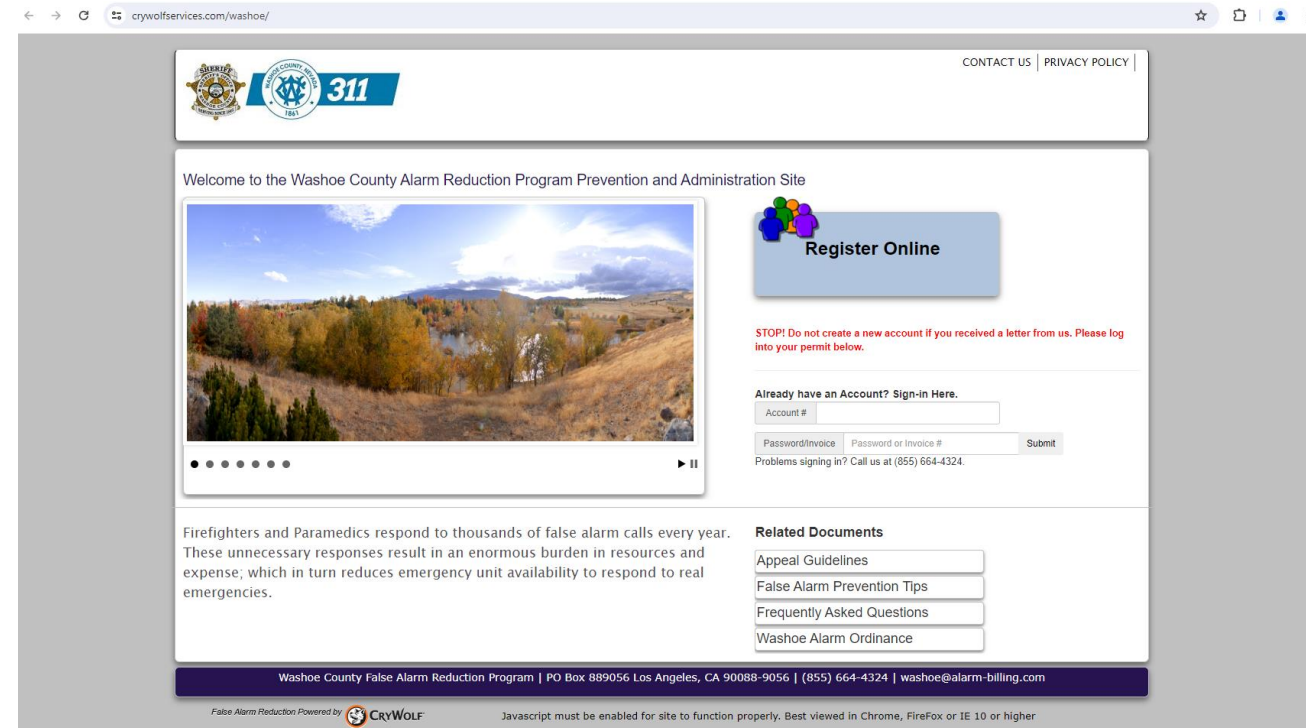 crywolfservices.com/washoe/
CONTACT US | PRIVACY POLICY |
SHERIFF
WASHOE COUNTY, NEVADA
1861
311
Welcome to the Washoe County Alarm Reduction Program Prevention and Administration Site
Register Online
STOP! Do not create a new account if you received a letter from us. Please log
into your permit below.
Already have an Account? Sign-in Here.
Account #
Password/Invoice Password or Invoice # Submit
Problems signing in? Call us at (855) 664-4324.
Firefighters and Paramedics respond to thousands of false alarm calls every year.
These unnecessary responses result in an enormous burden in resources and
expense; which in turn reduces emergency unit availability to respond to real
emergencies.
Related Documents
Appeal Guidelines
False Alarm Prevention Tips
Frequently Asked Questions
Washoe Alarm Ordinance
Washoe County False Alarm Reduction Program | PO Box 889056 Los Angeles, CA 90088-9056 | (855) 664-4324 | washoe@alarm-billing.com
False Alarm Reduction Powered by CRYWOLF Javascript must be enabled for site to function properly. Best viewed in Chrome, FireFox or IE 10 or higher